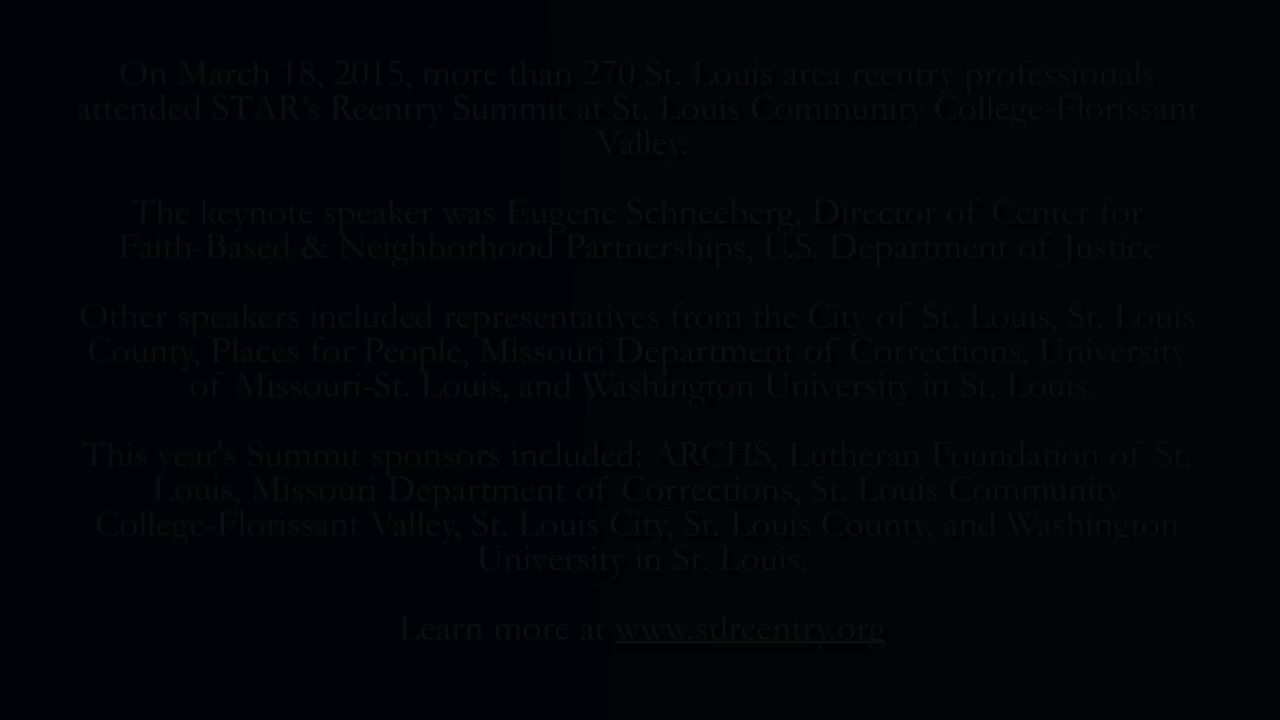 On March 18, 2015, more than 270 St. Louis area reentry professionals
attended STAR's Reentry Summit at St. Louis Community College-Florissant
Valley.
The keynote speaker was Eugene Schneeberg, Director of Center for
Faith-Based & Neighborhood Partnerships, U.S. Department of Justice.
Other speakers included representatives from the City of St. Louis, St. Louis
County, Places for People, Missouri Department of Corrections, University
of Missouri-St. Louis, and Washington University in St. Louis.
This year's Summit sponsors included: ARCHS, Lutheran Foundation of St.
Louis, Missouri Department of Corrections, St. Louis Community
College-Florissant Valley, St. Louis City, St. Louis County, and Washington
University in St. Louis.
Learn more at www.stlreentry.org